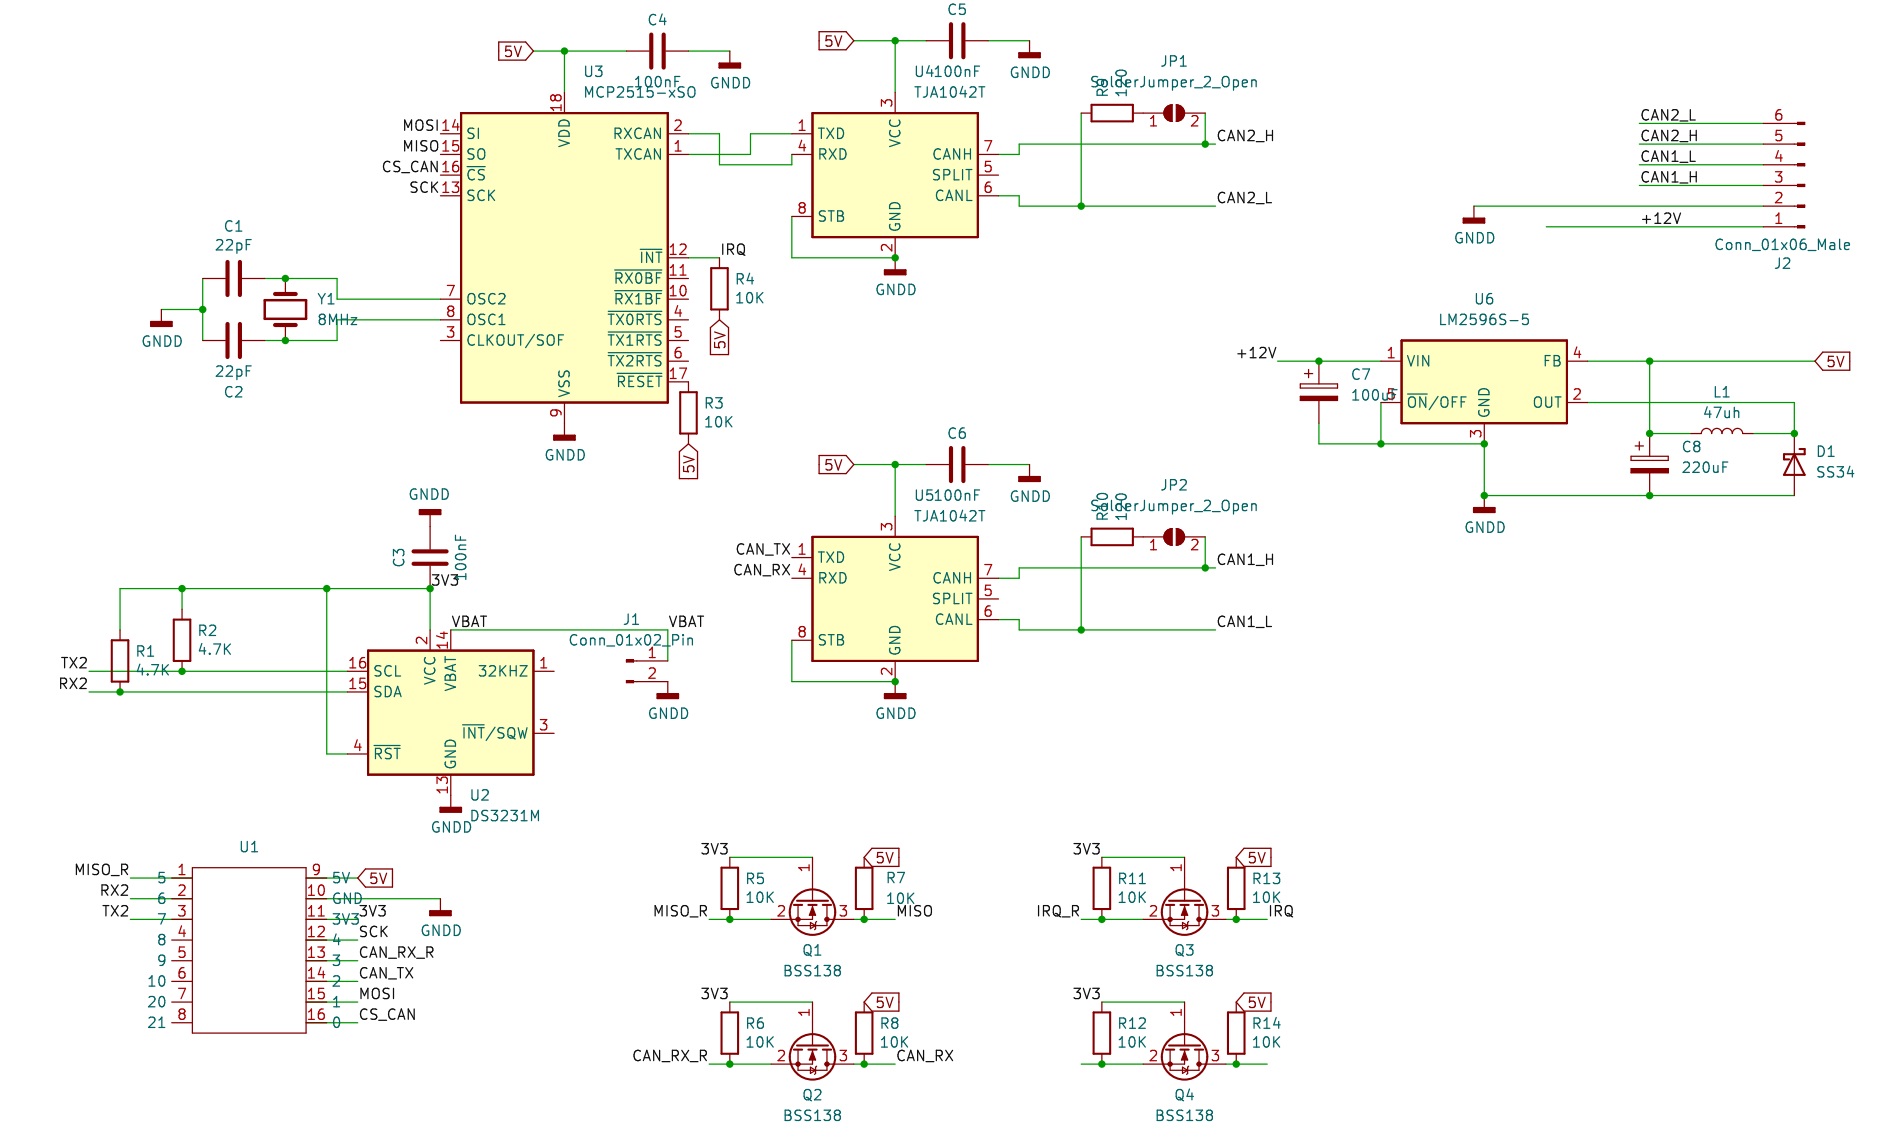 C4
5V
100nF
GNDD
U3
MCP2515-xSO
18
VDD
MOSI 14 SI
MISO 15 SO
CS_CAN 16 CS
SCK 13 SCK
RXCAN 2
TXCAN 1
INT 12 IRQ
RX0BF 11
RX1BF 10
TX0RTS 4
TX1RTS 5
TX2RTS 6
RESET 17
7 OSC2
8 OSC1
3 CLKOUT/SOF
VSS
9
GNDD
R4
10K
5V
R3
10K
5V
C1
22pF
Y1
8MHz
GNDD
22pF
C2
C5
5V
U4 100nF
TJA1042T
GNDD
3
VCC
1 TXD
4 RXD
CANH 7
SPLIT 5
CANL 6
8 STB
GND
2
GNDD
JP1
SolderJumper_2_Open
R9
120
1 2
CAN2_H
CAN2_L
CAN2_L 6
CAN2_H 5
CAN1_L 4
CAN1_H 3
2
+12V 1
GNDD
Conn_01x06_Male
J2
U6
LM2596S-5
+12V
1 VIN
FB 4
5V
5 ON/OFF
OUT 2
GND
3
C7
100uF
L1
47uh
C8
220uF
D1
SS34
GNDD
C6
5V
U5 100nF
TJA1042T
GNDD
3
VCC
CAN_TX 1 TXD
CAN_RX 4 RXD
CANH 7
SPLIT 5
CANL 6
8 STB
GND
2
GNDD
JP2
SolderJumper_2_Open
R10
120
1 2
CAN1_H
CAN1_L
GNDD
C3
100nF
3V3
VBAT
R2
4.7K
R1
4.7K
TX2
RX2
16 SCL
15 SDA
4 RST
2
VCC
14
VBAT
32KHZ 1
INT/SQW 3
GND
13
U2
DS3231M
GNDD
J1
Conn_01x02_Pin
VBAT
1
2
GNDD
U1
MISO_R 5 1
RX2 6 2
TX2 7 3
8 4
9 5
10 6
20 7
21 8
9 5V 5V
10 GND
GNDD
11 3V3 3V3
12 4 SCK
13 3 CAN_RX_R
14 2 CAN_TX
15 1 MOSI
16 0 CS_CAN
3V3
R5
10K
1
5V
R7
10K
MISO_R 2 3 MISO
Q1
BSS138
3V3
R11
10K
1
5V
R13
10K
IRQ_R 2 3 IRQ
Q3
BSS138
3V3
R6
10K
1
5V
R8
10K
CAN_RX_R 2 3 CAN_RX
Q2
BSS138
3V3
R12
10K
1
5V
R14
10K
2 3
Q4
BSS138